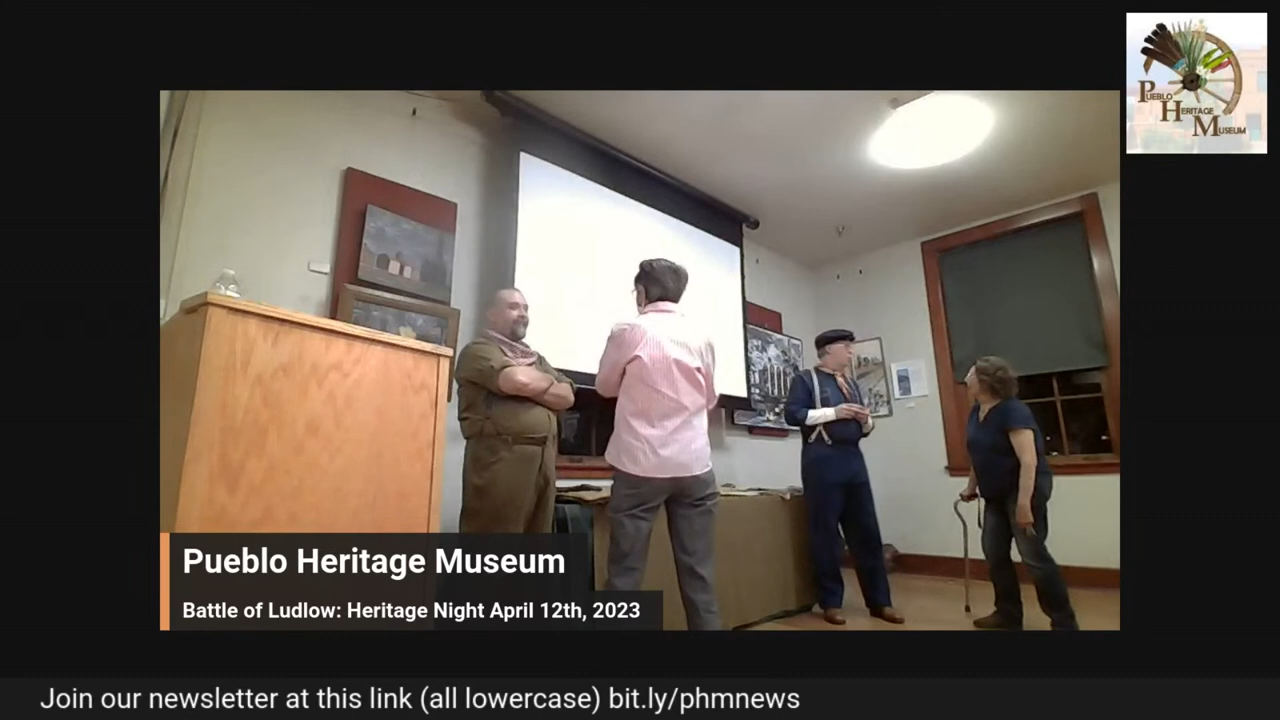 PUEBLO
HERITAGE
MUSEUM
Pueblo Heritage Museum
Battle of Ludlow: Heritage Night April 12th, 2023
Join our newsletter at this link (all lowercase) bit.ly/phmnews